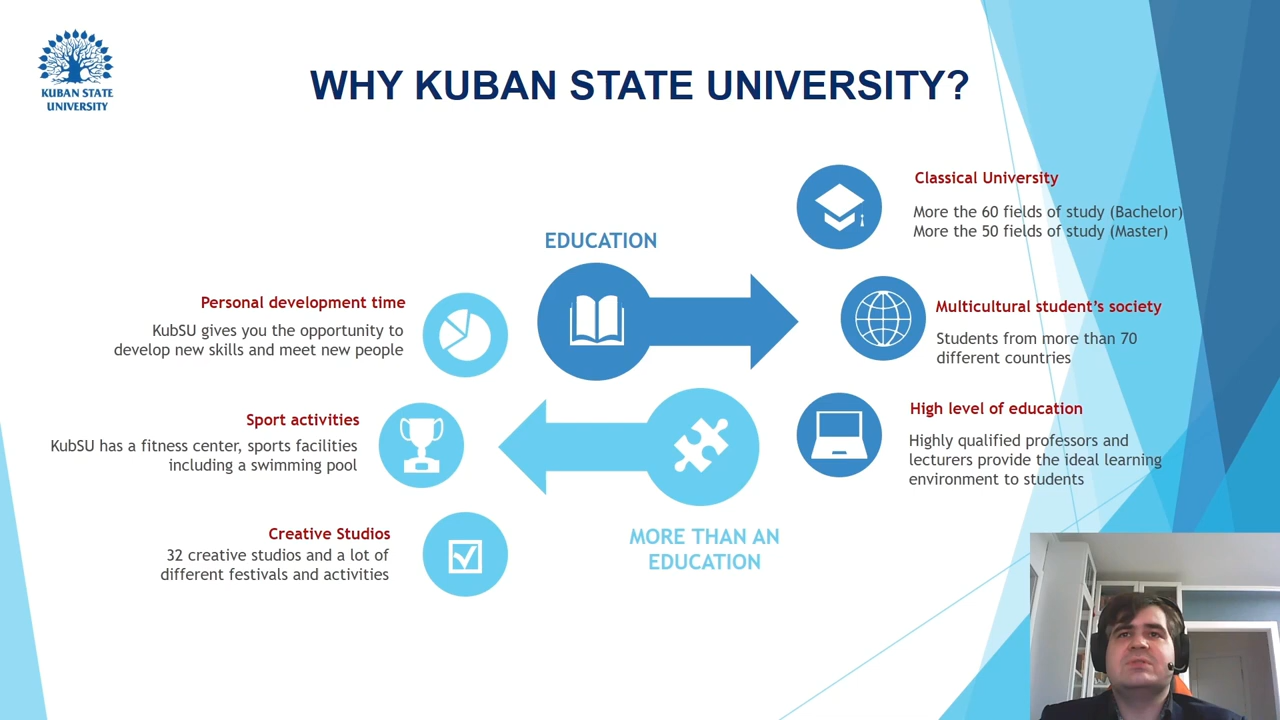 KUBAN STATE
UNIVERSITY
WHY KUBAN STATE UNIVERSITY?
EDUCATION
Classical University
More the 60 fields of study (Bachelor)
More the 50 fields of study (Master)
Multicultural student's society
Students from more than 70
different countries
High level of education
Highly qualified professors and
lecturers provide the ideal learning
environment to students
Personal development time
KubSU gives you the opportunity to
develop new skills and meet new people
Sport activities
KubSU has a fitness center, sports facilities
including a swimming pool
Creative Studios
32 creative studios and a lot of
different festivals and activities
MORE THAN AN
EDUCATION